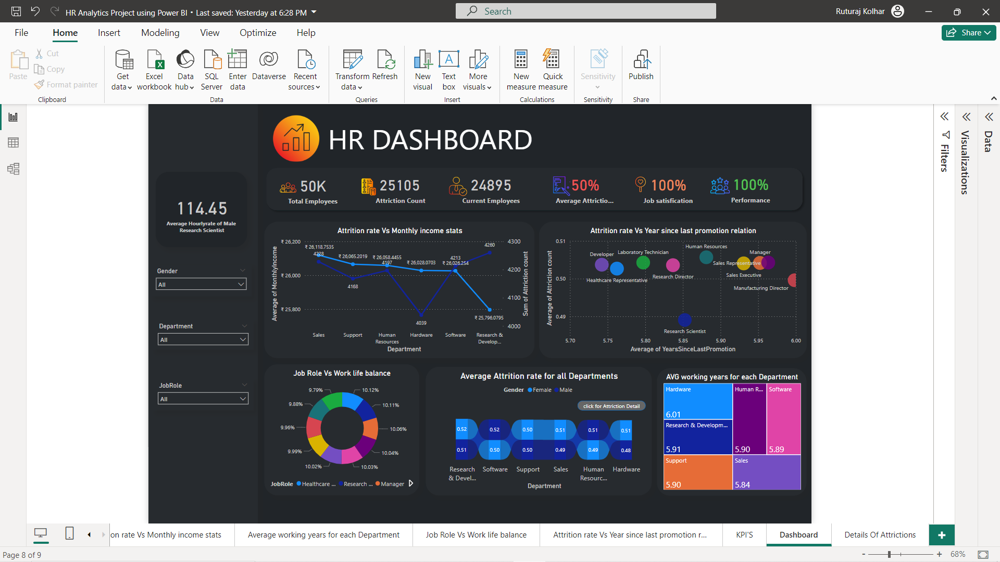 HR Analytics Project using Power BI • Last saved: Yesterday at 6:28 PM
Search
Ruturaj Kolhar
File
Home
Insert
Modeling
View
Optimize
Help
Share
Paste
Cut
Copy
Format painter
Clipboard
Get data
Excel workbook
Data hub
SQL Server
Enter data
Dataverse
Recent sources
Data
Transform data
Refresh
Queries
New visual
Text box
More visuals
Insert
New measure
Quick measure
Calculations
Sensitivity
Sensitivity
Publish
Share
HR DASHBOARD
50K
Total Employees
25105
Attriction Count
24895
Current Employees
50%
Average Attrictio...
100%
Job satisfication
100%
Performance
114.45
Average Hourlyrate of Male
Research Scientist
Gender
All
Department
All
JobRole
All
Attrition rate Vs Monthly income stats
Average of MonthlyIncome
₹ 26,200
₹ 26,000
₹ 25,800
₹ 26,118.7535
4228
₹ 26,065.2019
4168
₹ 26,058.4455
4197
₹ 26,028.0703
4039
4213
₹ 26,026.254
4260
₹ 25,796.0795
4300
4200
4100
4000
Sum of Attriction count
Sales
Support
Human Resources
Hardware
Software
Research & Develop...
Department
Attrition rate Vs Year since last promotion relation
Average of Attriction count
0.51
0.50
0.49
Developer
Healthcare Representative
Laboratory Technician
Research Director
Human Resources
Sales Representative
Manager
Sales Executive
Manufacturing Director
Research Scientist
5.70
5.75
5.80
5.85
5.90
5.95
6.00
Average of YearsSinceLastPromotion
Job Role Vs Work life balance
9.79%
10.12%
9.88%
10.11%
9.96%
10.06%
9.99%
10.04%
10.02%
10.03%
JobRole
Healthcare ...
Research ...
Manager
Average Attrition rate for all Departments
Gender
Female
Male
click for Attriction Detail
0.52
0.52
0.50
0.51
0.51
0.51
0.51
0.50
0.50
0.49
0.49
0.48
Research & Devel...
Software
Support
Sales
Human Resourc...
Hardware
Department
AVG working years for each Department
Hardware
6.01
Research & Developm...
5.91
Support
5.90
Human R...
5.90
Software
5.89
Sales
5.84
Filters
Visualizations
Data
on rate Vs Monthly income stats
Average working years for each Department
Job Role Vs Work life balance
Attrition rate Vs Year since last promotion r...
KPI'S
Dashboard
Details Of Attrictions
+
Page 8 of 9
-
+
68%